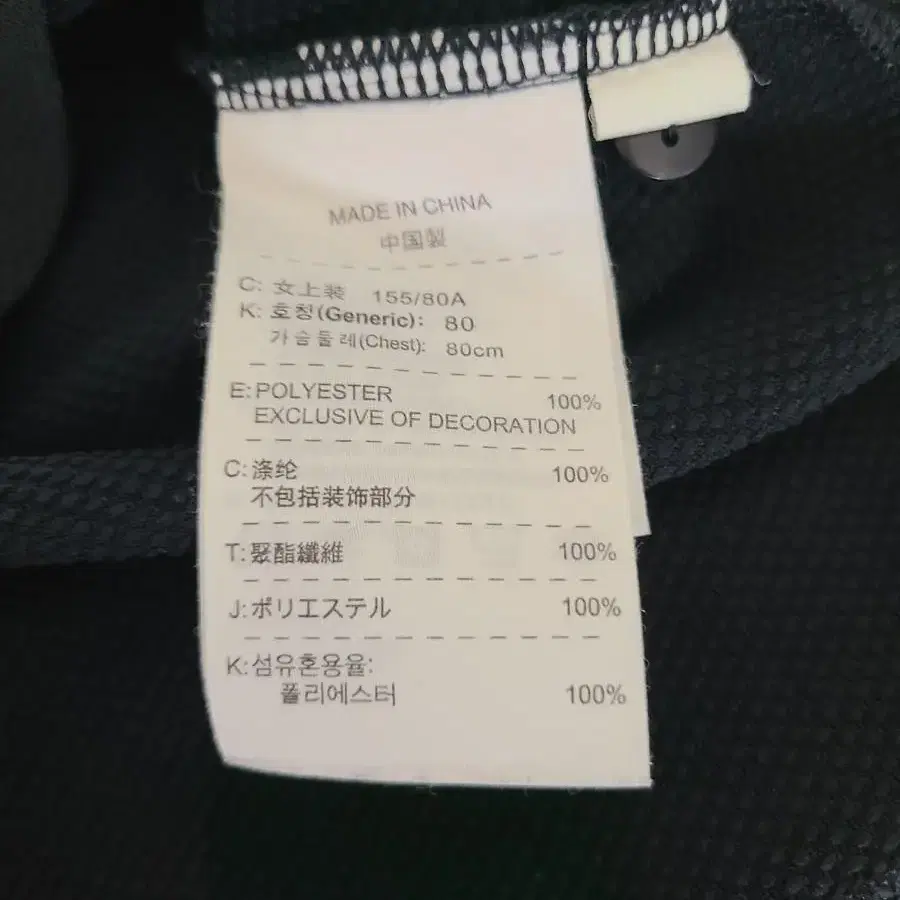 MADE IN CHINA
中国製
C: 女上装 155/80A
K: 호칭(Generic): 80
가슴둘레(Chest): 80cm
E: POLYESTER 100%
EXCLUSIVE OF DECORATION
C: 涤纶 100%
不包括装饰部分
T: 聚酯纖維 100%
J: ポリエステル 100%
K: 섬유혼용율:
폴리에스터 100%